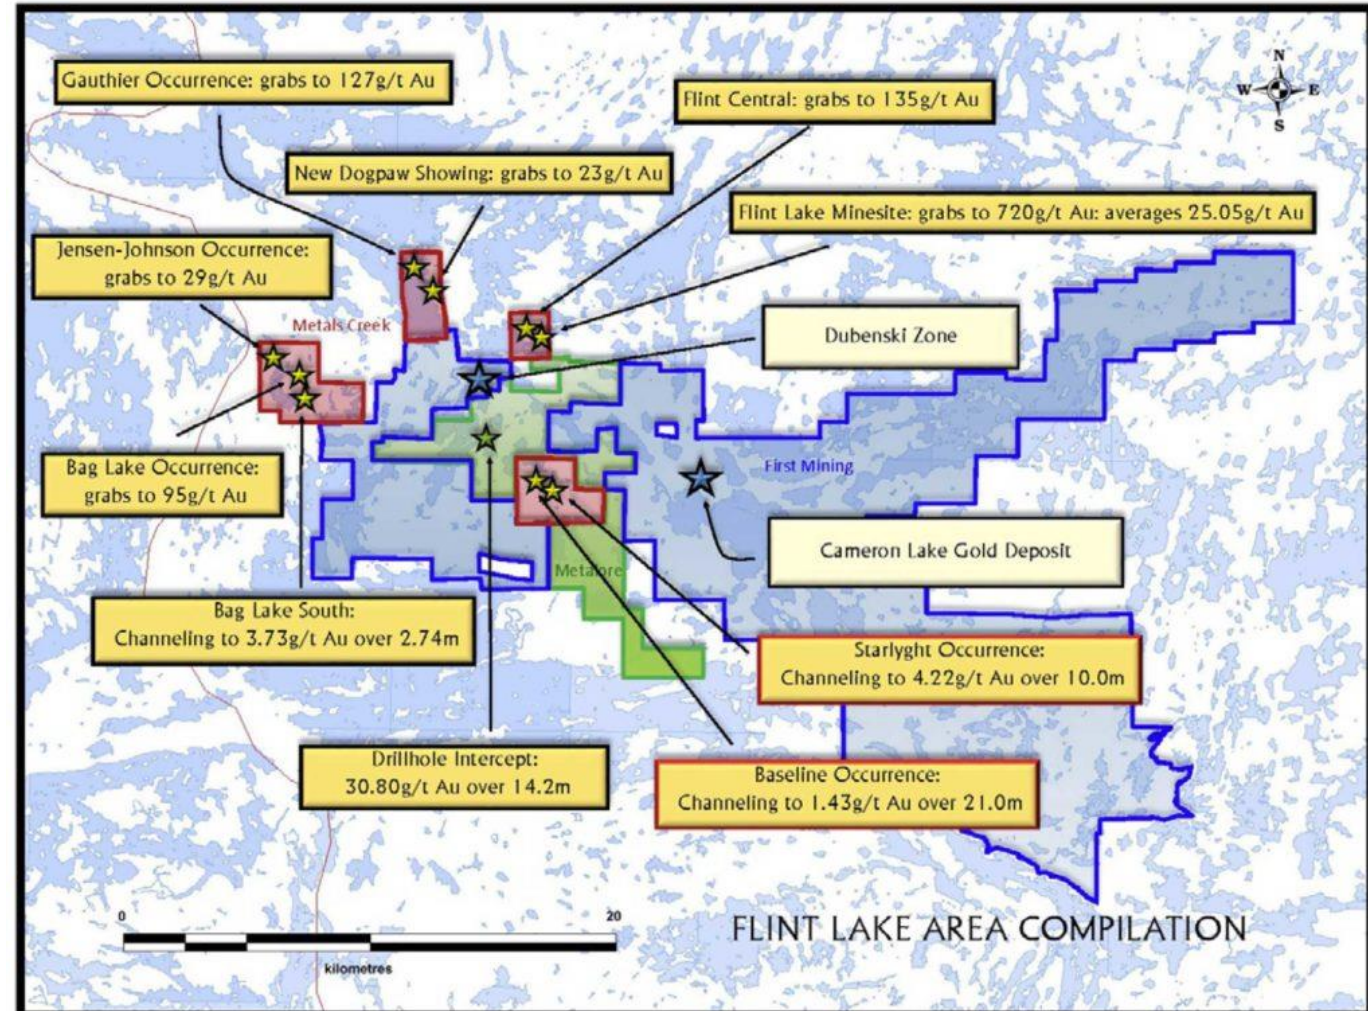 Gauthier Occurrence: grabs to 127g/t Au
Flint Central: grabs to 135g/t Au
N
W E
S
New Dogpaw Showing: grabs to 23g/t Au
Flint Lake Minesite: grabs to 720g/t Au: averages 25.05g/t Au
Jensen-Johnson Occurrence:
grabs to 29g/t Au
Metals Creek
Dubenski Zone
Bag Lake Occurrence:
grabs to 95g/t Au
First Mining
Cameron Lake Gold Deposit
Metalore
Bag Lake South:
Channeling to 3.73g/t Au over 2.74m
Starlyght Occurrence:
Channeling to 4.22g/t Au over 10.0m
Drillhole Intercept:
30.80g/t Au over 14.2m
Baseline Occurrence:
Channeling to 1.43g/t Au over 21.0m
0 20
kilometres
FLINT LAKE AREA COMPILATION